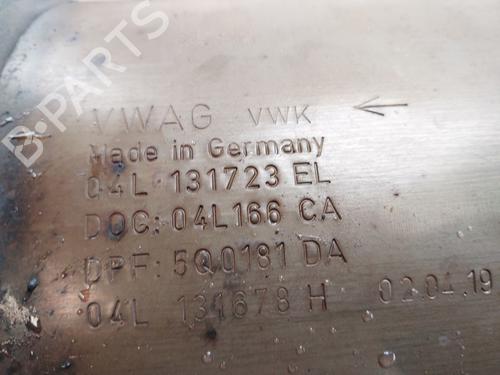 VWAG VWK
Made in Germany
04L 131723 EL
DOC: 04L166 CA
DPF: 5Q0181 DA
04L 131678 H 02.04.19
B-PARTS
B-PARTS